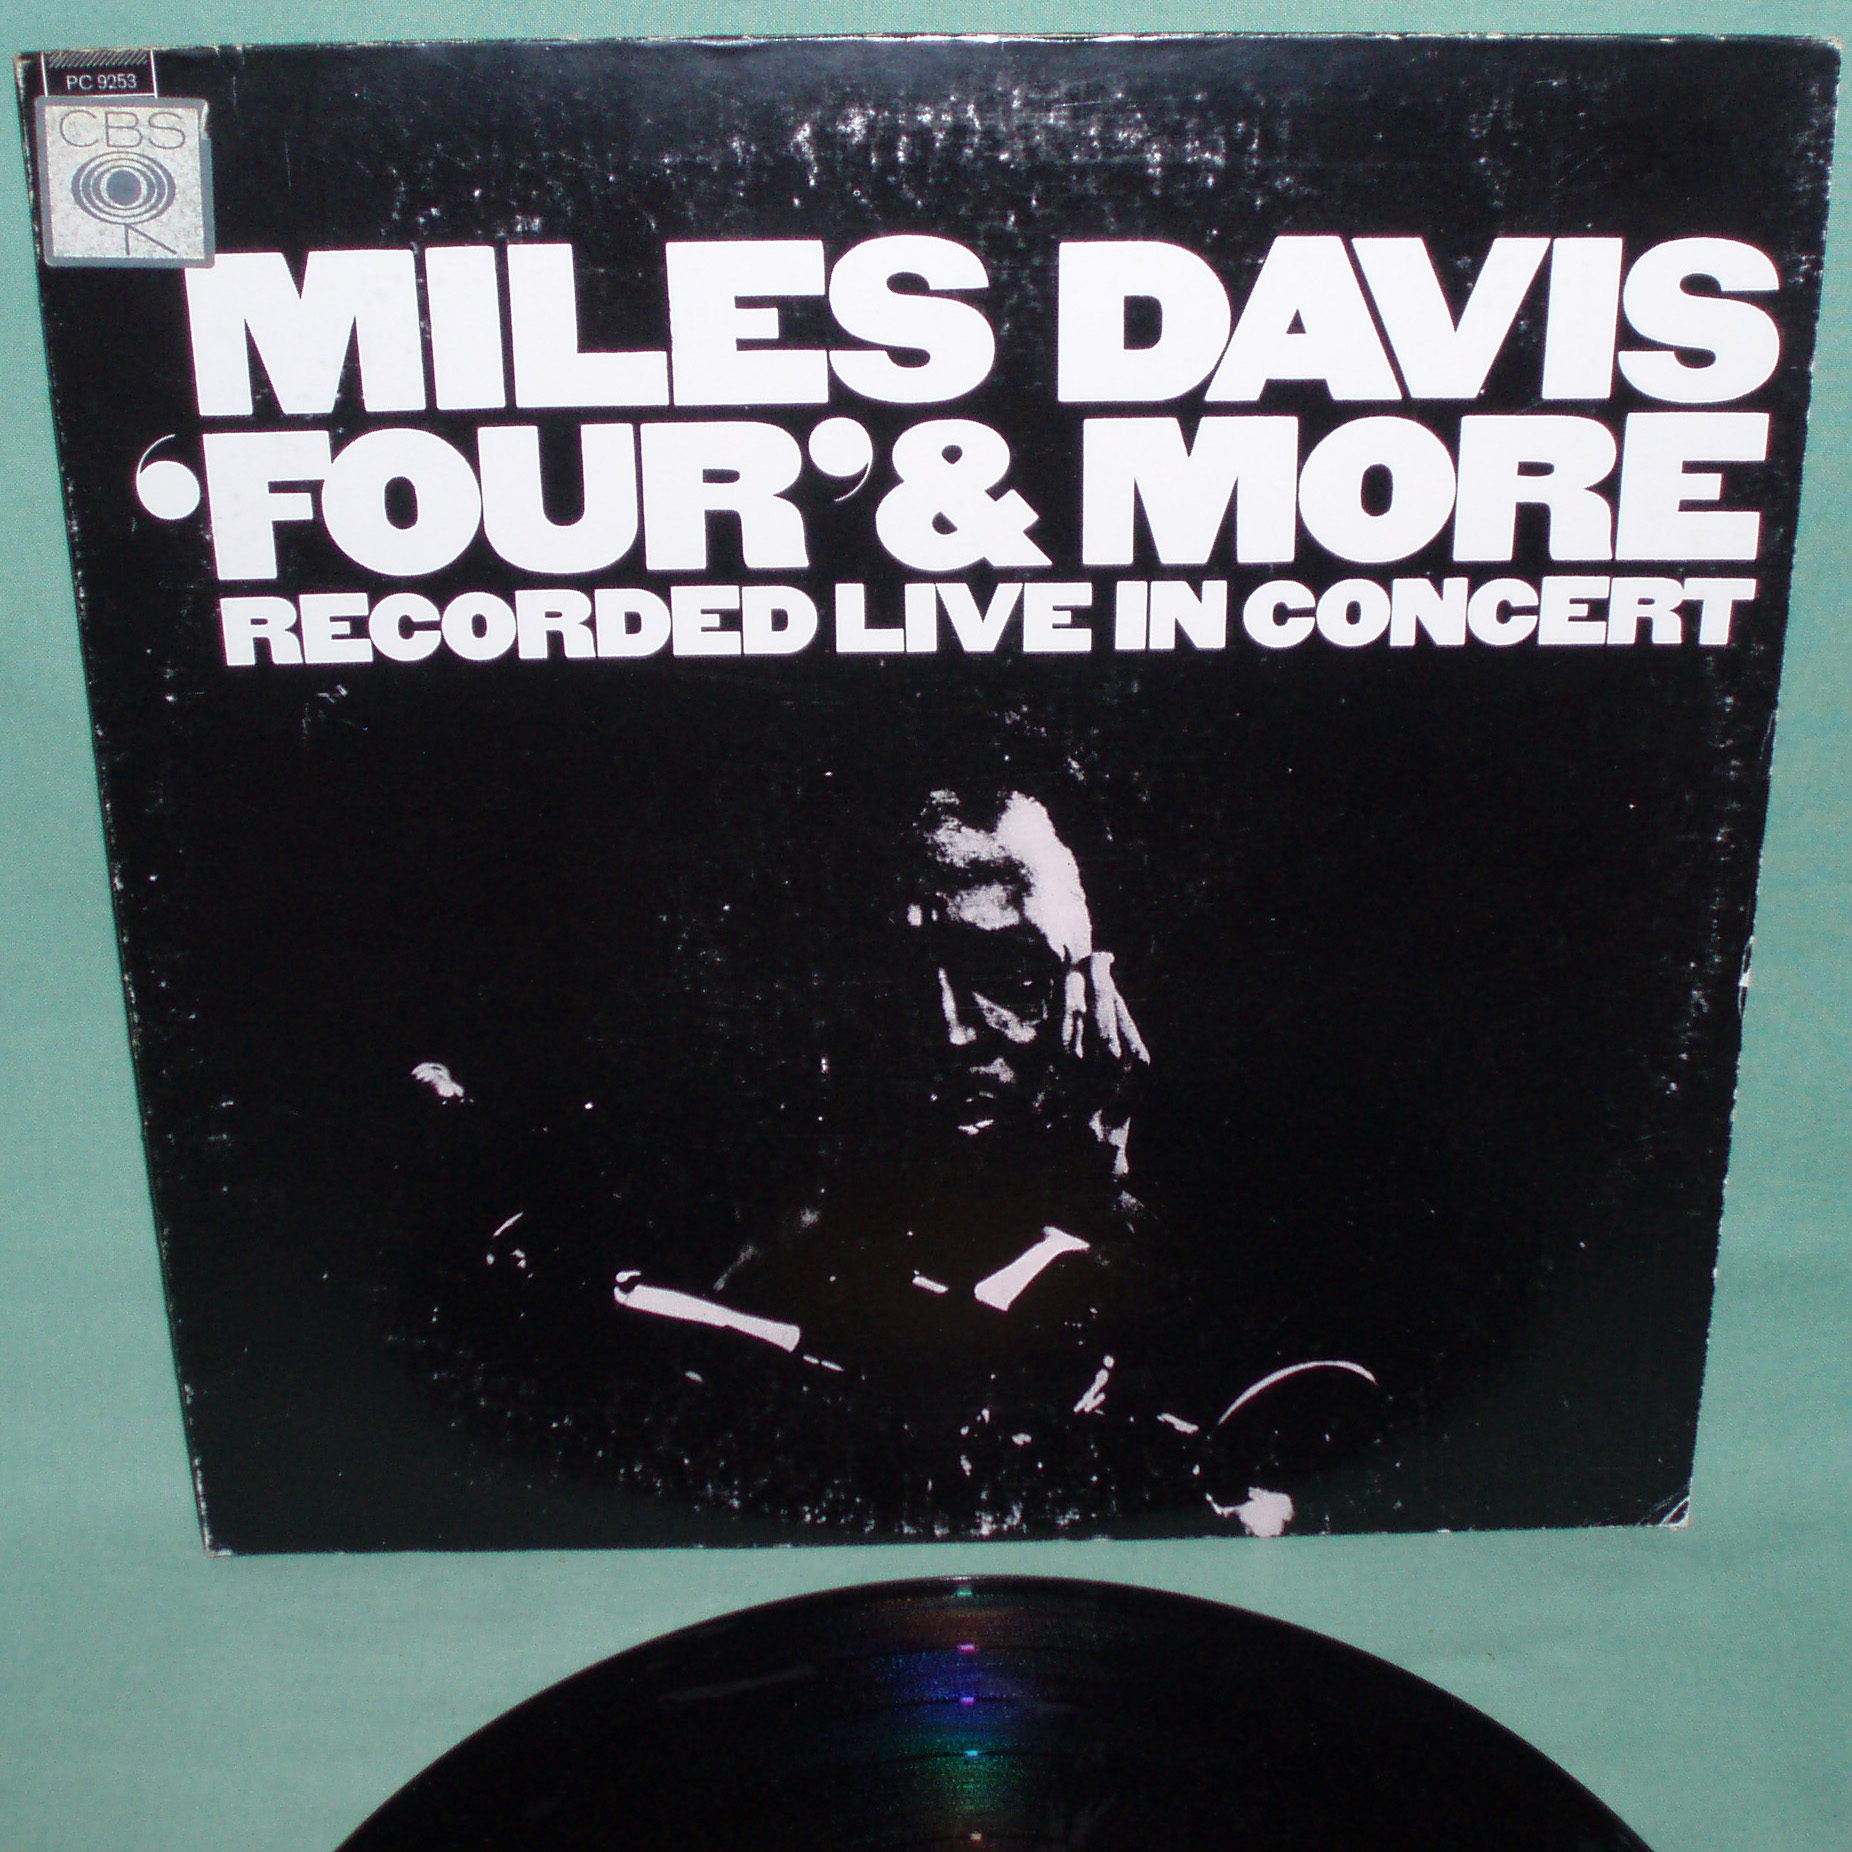 PC 9253
CBS
MILES DAVIS
‘FOUR’ & MORE
RECORDED LIVE IN CONCERT